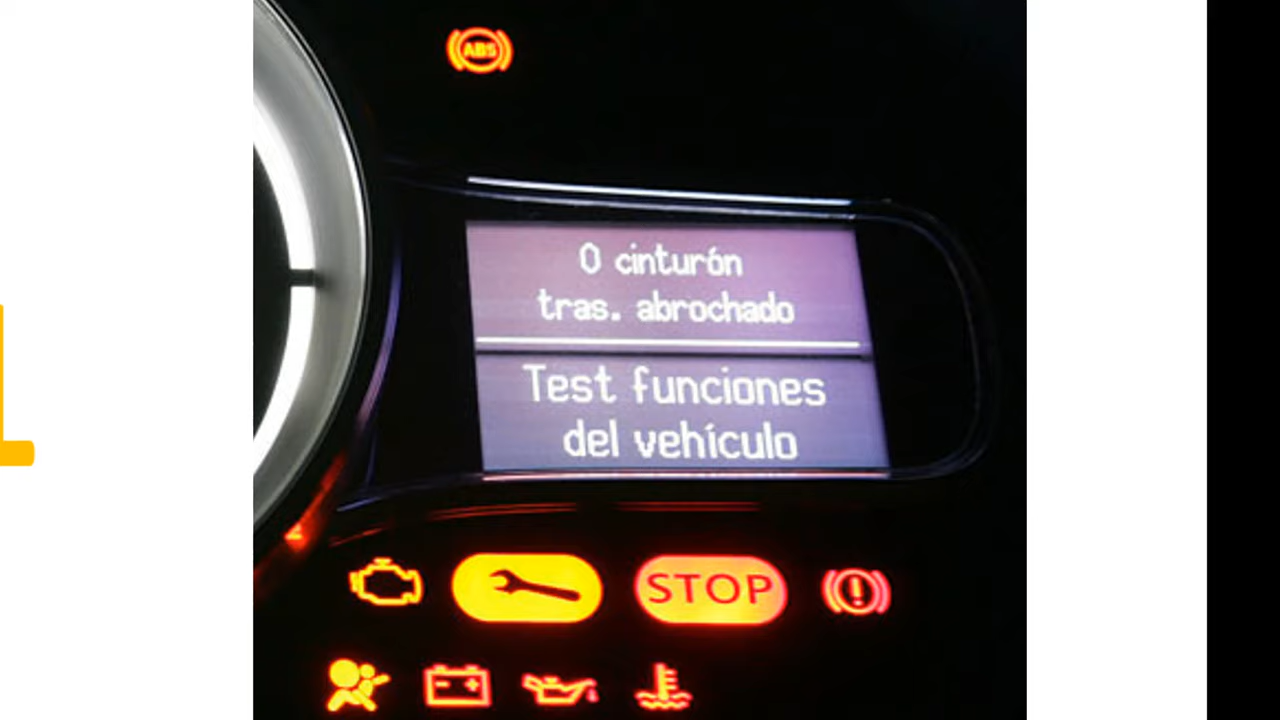 ABS
0 cinturón
tras. abrochado
Test funciones
del vehículo
STOP